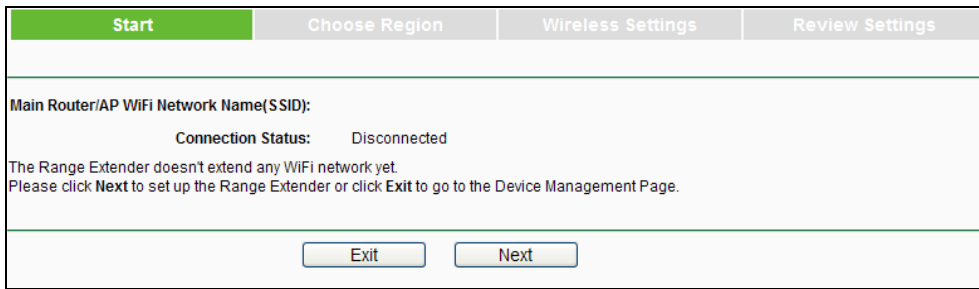 Start Choose Region Wireless Settings Review Settings
Main Router/AP WiFi Network Name(SSID):
Connection Status: Disconnected
The Range Extender doesn't extend any WiFi network yet.
Please click Next to set up the Range Extender or click Exit to go to the Device Management Page.
Exit Next